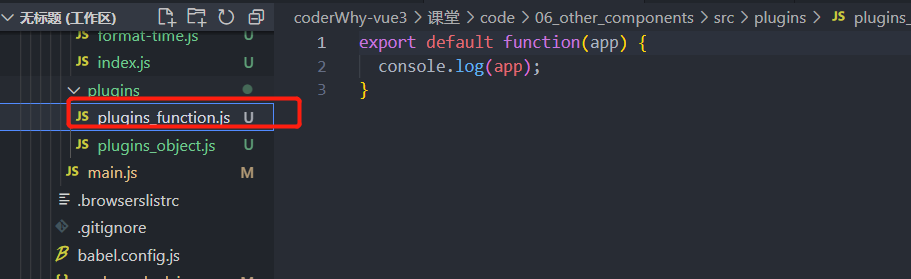 无标题 (工作区)
format-time.js U
JS index.js U
plugins
JS plugins_function.js U
JS plugins_object.js U
JS main.js M
.browserslistrc
.gitignore
B babel.config.js
coderWhy-vue3 > 课堂 > code > 06_other_components > src > plugins > JS plugins_
1 export default function(app) {
2 console.log(app);
3 }